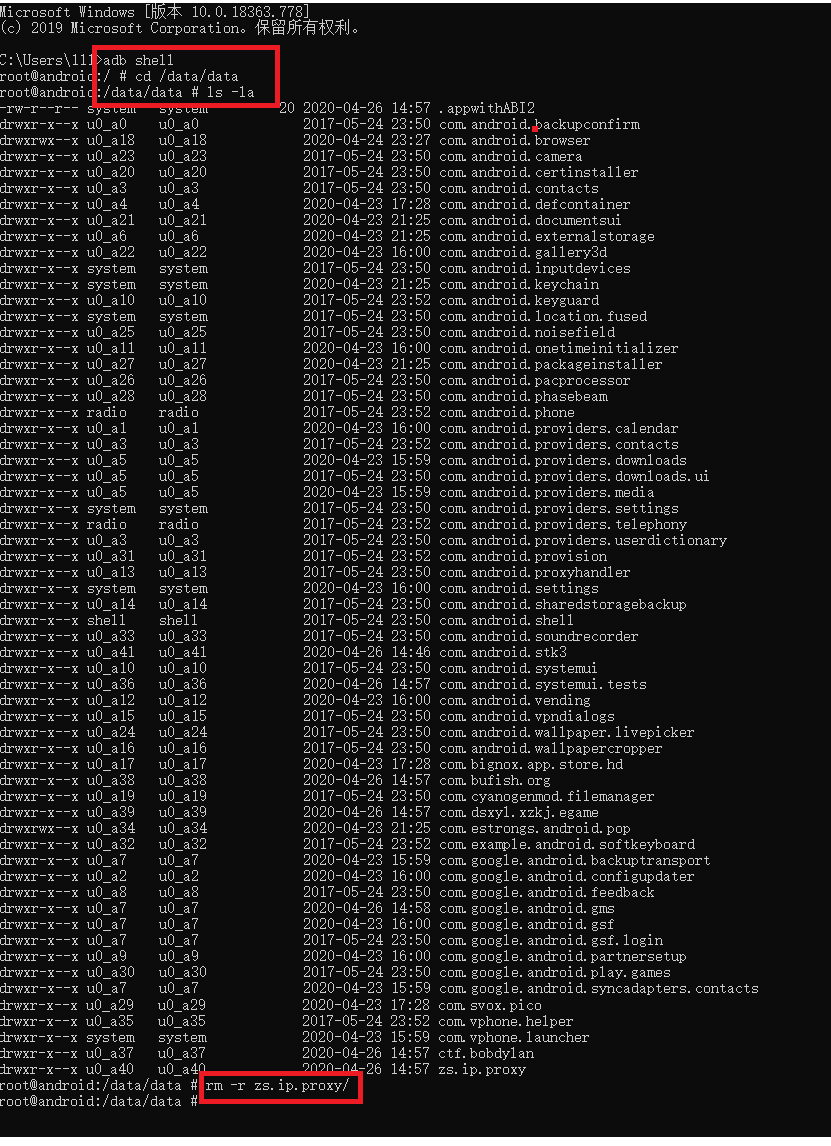 Microsoft Windows [版本 10.0.18363.778]
(c) 2019 Microsoft Corporation。保留所有权利。
C:\Users\111>adb shell
root@android:/ # cd /data/data
root@android:/data/data # ls -la
-rw-r--r-- system   system         20 2020-04-26 14:57 .appwithABI2
drwxr-x--x u0_a0    u0_a0             2017-05-24 23:50 com.android.backupconfirm
drwxrwx--x u0_a18   u0_a18            2020-04-24 23:27 com.android.browser
drwxr-x--x u0_a23   u0_a23            2017-05-24 23:50 com.android.camera
drwxr-x--x u0_a20   u0_a20            2017-05-24 23:50 com.android.certinstaller
drwxr-x--x u0_a3    u0_a3             2017-05-24 23:50 com.android.contacts
drwxr-x--x u0_a4    u0_a4             2020-04-23 17:28 com.android.defcontainer
drwxr-x--x u0_a21   u0_a21            2020-04-23 21:25 com.android.documentsui
drwxr-x--x u0_a6    u0_a6             2020-04-23 21:25 com.android.externalstorage
drwxr-x--x u0_a22   u0_a22            2020-04-23 16:00 com.android.gallery3d
drwxr-x--x system   system            2017-05-24 23:50 com.android.inputdevices
drwxr-x--x system   system            2020-04-23 21:25 com.android.keychain
drwxr-x--x u0_a10   u0_a10            2017-05-24 23:52 com.android.keyguard
drwxr-x--x system   system            2017-05-24 23:50 com.android.location.fused
drwxr-x--x u0_a25   u0_a25            2017-05-24 23:50 com.android.noisefield
drwxr-x--x u0_a11   u0_a11            2020-04-23 16:00 com.android.onetimeinitializer
drwxr-x--x u0_a27   u0_a27            2020-04-23 21:25 com.android.packageinstaller
drwxr-x--x u0_a26   u0_a26            2017-05-24 23:50 com.android.pacprocessor
drwxr-x--x u0_a28   u0_a28            2017-05-24 23:50 com.android.phasebeam
drwxr-x--x radio    radio             2017-05-24 23:52 com.android.phone
drwxr-x--x u0_a1    u0_a1             2020-04-23 16:00 com.android.providers.calendar
drwxr-x--x u0_a3    u0_a3             2017-05-24 23:52 com.android.providers.contacts
drwxr-x--x u0_a5    u0_a5             2020-04-23 15:59 com.android.providers.downloads
drwxr-x--x u0_a5    u0_a5             2017-05-24 23:50 com.android.providers.downloads.ui
drwxr-x--x u0_a5    u0_a5             2020-04-23 15:59 com.android.providers.media
drwxr-x--x system   system            2017-05-24 23:50 com.android.providers.settings
drwxr-x--x radio    radio             2017-05-24 23:52 com.android.providers.telephony
drwxr-x--x u0_a3    u0_a3             2017-05-24 23:50 com.android.providers.userdictionary
drwxr-x--x u0_a31   u0_a31            2017-05-24 23:52 com.android.provision
drwxr-x--x u0_a13   u0_a13            2017-05-24 23:50 com.android.proxyhandler
drwxr-x--x system   system            2020-04-23 16:00 com.android.settings
drwxr-x--x u0_a14   u0_a14            2017-05-24 23:50 com.android.sharedstoragebackup
drwxr-x--x shell    shell             2017-05-24 23:50 com.android.shell
drwxr-x--x u0_a33   u0_a33            2017-05-24 23:50 com.android.soundrecorder
drwxr-x--x u0_a41   u0_a41            2020-04-26 14:46 com.android.stk3
drwxr-x--x u0_a10   u0_a10            2017-05-24 23:50 com.android.systemui
drwxr-x--x u0_a36   u0_a36            2020-04-26 14:57 com.android.systemui.tests
drwxr-x--x u0_a12   u0_a12            2020-04-23 16:00 com.android.vending
drwxr-x--x u0_a15   u0_a15            2017-05-24 23:50 com.android.vpndialogs
drwxr-x--x u0_a24   u0_a24            2017-05-24 23:50 com.android.wallpaper.livepicker
drwxr-x--x u0_a16   u0_a16            2017-05-24 23:50 com.android.wallpapercropper
drwxr-x--x u0_a17   u0_a17            2020-04-23 17:28 com.bignox.app.store.hd
drwxr-x--x u0_a38   u0_a38            2020-04-26 14:57 com.bufish.org
drwxr-x--x u0_a19   u0_a19            2017-05-24 23:50 com.cyanogenmod.filemanager
drwxr-x--x u0_a39   u0_a39            2020-04-26 14:57 com.dsxyl.xzkj.egame
drwxrwx--x u0_a34   u0_a34            2020-04-23 21:25 com.estrongs.android.pop
drwxr-x--x u0_a32   u0_a32            2017-05-24 23:52 com.example.android.softkeyboard
drwxr-x--x u0_a7    u0_a7             2020-04-23 15:59 com.google.android.backuptransport
drwxr-x--x u0_a2    u0_a2             2020-04-23 16:00 com.google.android.configupdater
drwxr-x--x u0_a8    u0_a8             2017-05-24 23:50 com.google.android.feedback
drwxr-x--x u0_a7    u0_a7             2020-04-26 14:58 com.google.android.gms
drwxr-x--x u0_a7    u0_a7             2020-04-23 16:00 com.google.android.gsf
drwxr-x--x u0_a7    u0_a7             2017-05-24 23:50 com.google.android.gsf.login
drwxr-x--x u0_a9    u0_a9             2020-04-23 16:00 com.google.android.partnersetup
drwxr-x--x u0_a30   u0_a30            2017-05-24 23:50 com.google.android.play.games
drwxr-x--x u0_a7    u0_a7             2020-04-23 15:59 com.google.android.syncadapters.contacts
drwxr-x--x u0_a29   u0_a29            2020-04-23 17:28 com.svox.pico
drwxr-x--x u0_a35   u0_a35            2017-05-24 23:52 com.vphone.helper
drwxr-x--x system   system            2020-04-23 15:59 com.vphone.launcher
drwxr-x--x u0_a37   u0_a37            2020-04-26 14:57 ctf.bobdylan
drwxr-x--x u0_a40   u0_a40            2020-04-26 14:57 zs.ip.proxy
root@android:/data/data # rm -r zs.ip.proxy/
root@android:/data/data #